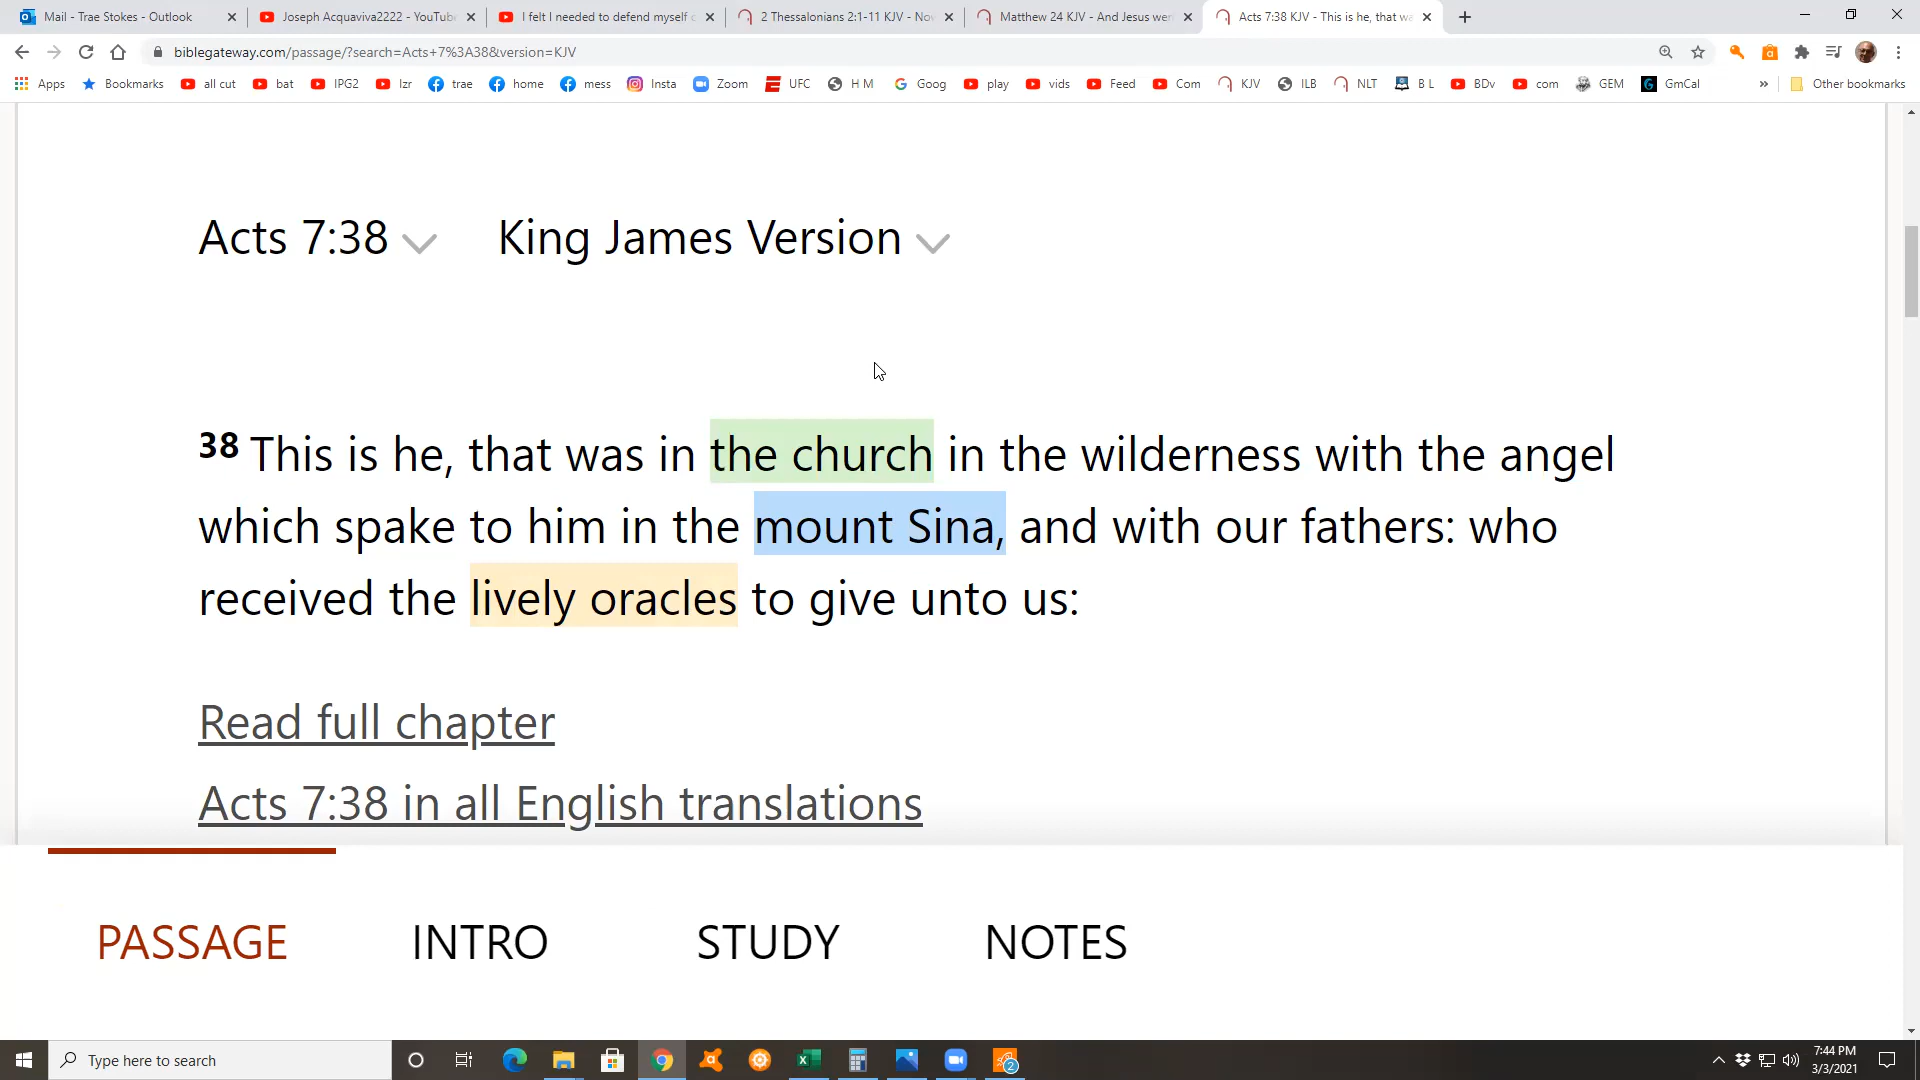 Mail - Trae Stokes - Outlook
Joseph Acquaviva2222 - YouTube
I felt I needed to defend myself
2 Thessalonians 2:1-11 KJV - No
Matthew 24 KJV - And Jesus wen
Acts 7:38 KJV - This is he, that wa
biblegateway.com/passage/?search=Acts+7%3A38&version=KJV
Apps Bookmarks all cut bat IPG2 lzr trae home mess Insta Zoom UFC H M Goog play vids Feed Com KJV ILB NLT B L BDv com GEM GmCal » Other bookmarks
Acts 7:38 King James Version
38 This is he, that was in the church in the wilderness with the angel
which spake to him in the mount Sina, and with our fathers: who
received the lively oracles to give unto us:
Read full chapter
Acts 7:38 in all English translations
PASSAGE INTRO STUDY NOTES
Type here to search
2
7:44 PM
3/3/2021